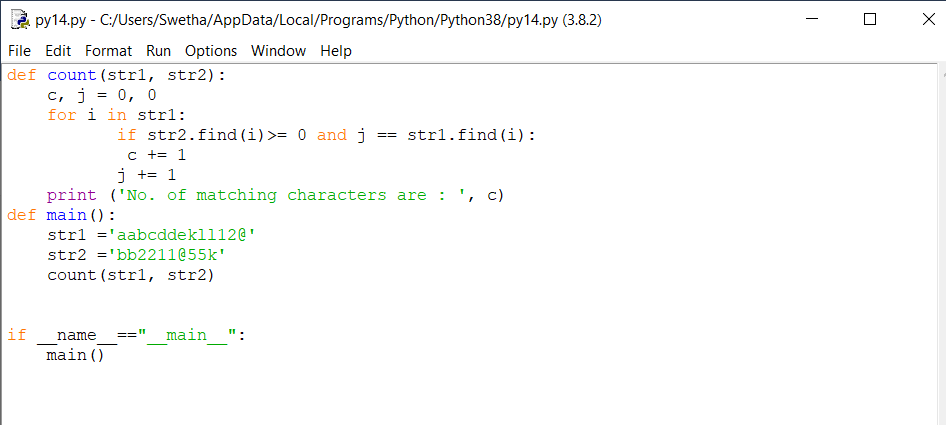 py14.py - C:/Users/Swetha/AppData/Local/Programs/Python/Python38/py14.py (3.8.2)
File Edit Format Run Options Window Help
def count(str1, str2):
    c, j = 0, 0
    for i in str1:
           if str2.find(i)>= 0 and j == str1.find(i):
            c += 1
           j += 1
    print ('No. of matching characters are : ', c)
def main():
    str1 ='aabcddekll12@'
    str2 ='bb2211@55k'
    count(str1, str2)
if __name__=="__main__":
    main()